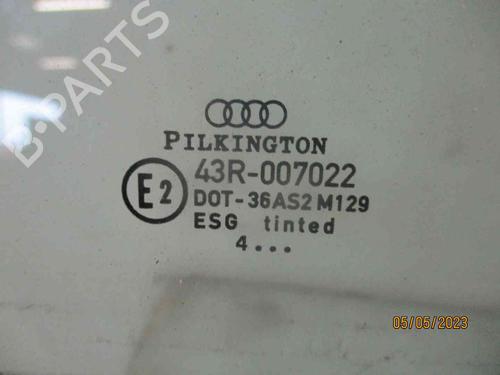 B-PARTS
PILKINGTON
E2
43R-007022
DOT-36AS2 M129
ESG tinted
4...
05/05/2023